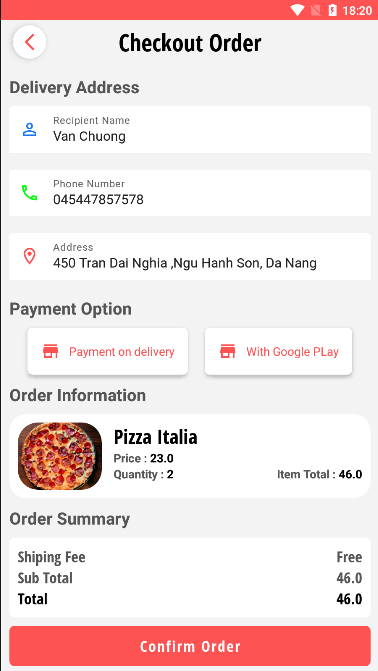 18:20
Checkout Order
Delivery Address
Recipient Name
Van Chuong
Phone Number
045447857578
Address
450 Tran Dai Nghia ,Ngu Hanh Son, Da Nang
Payment Option
Payment on delivery
With Google PLay
Order Information
Pizza Italia
Price : 23.0
Quantity : 2 Item Total : 46.0
Order Summary
Shiping Fee Free
Sub Total 46.0
Total 46.0
Confirm Order